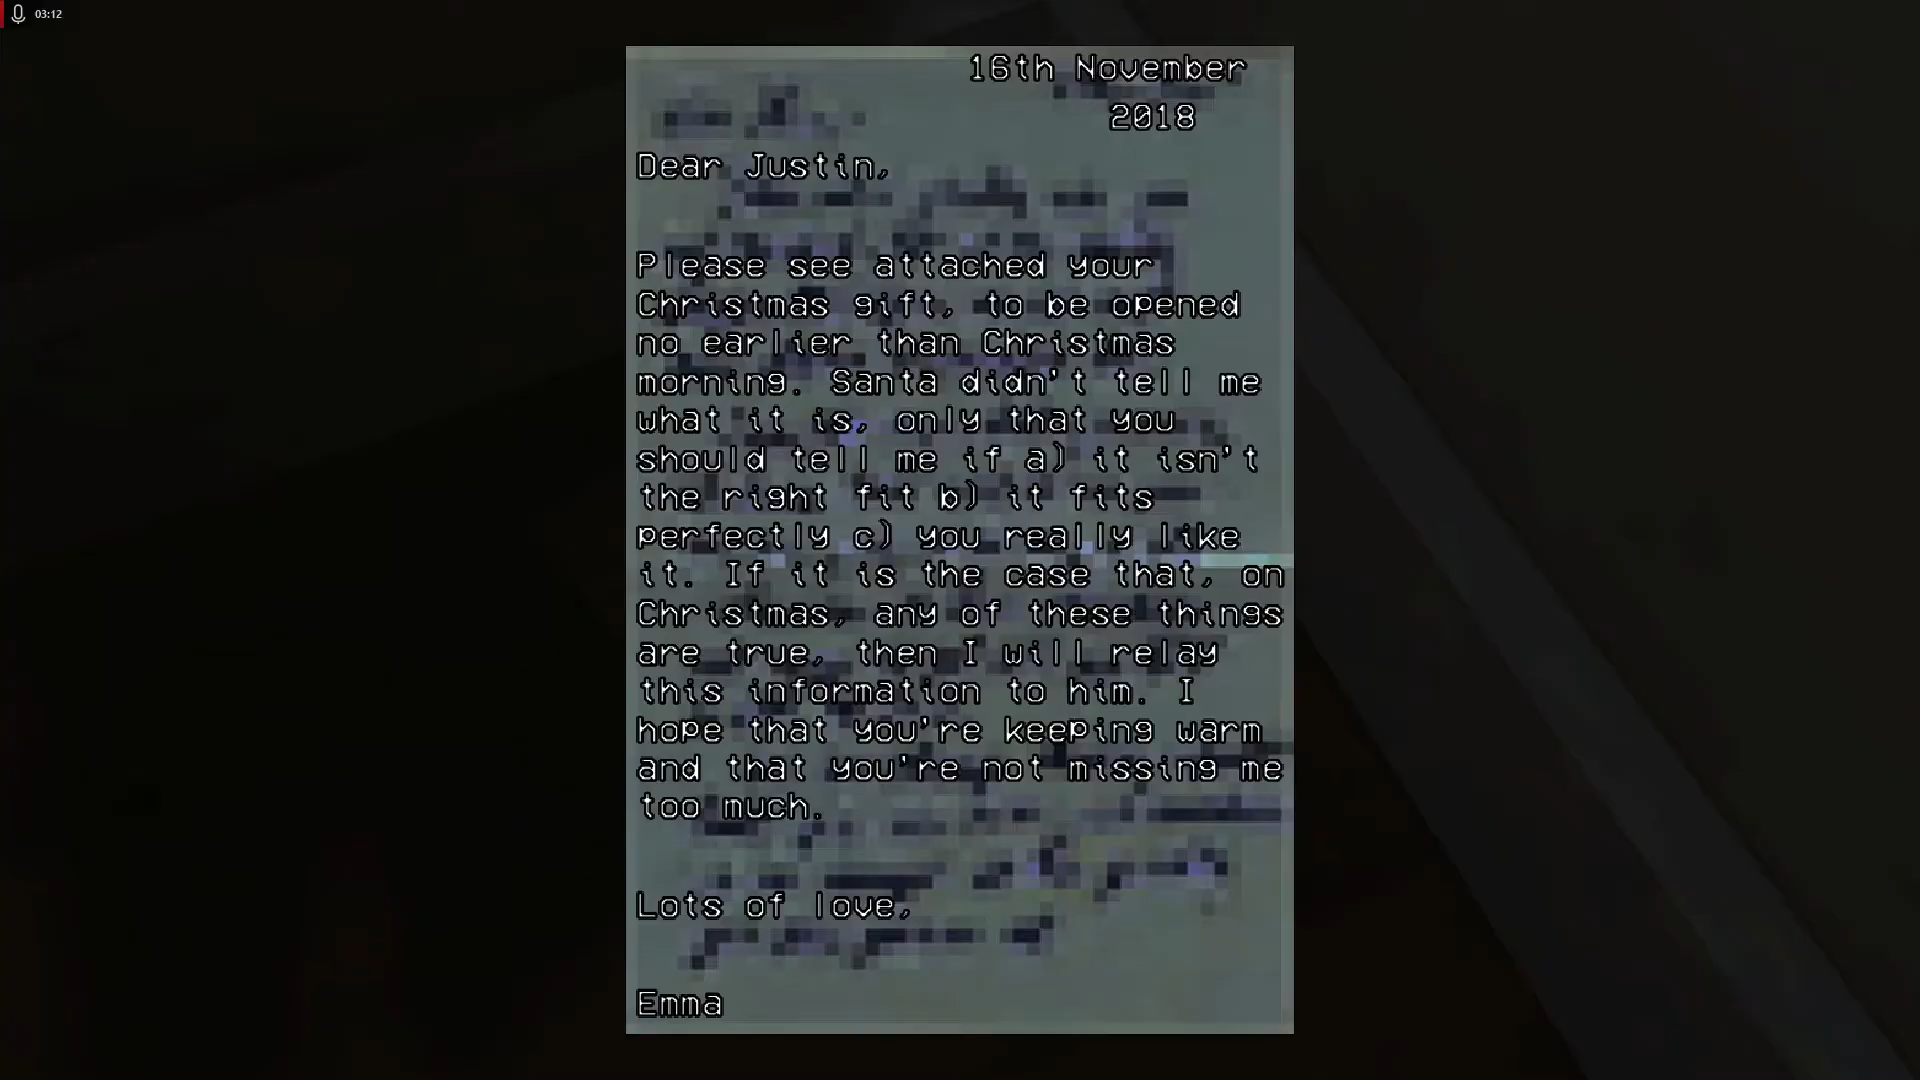 03:12
16th November
2018
Dear Justin,
Please see attached your
Christmas gift, to be opened
no earlier than Christmas
morning. Santa didn't tell me
what it is, only that you
should tell me if a) it isn't
the right fit b) it fits
perfectly c) you really like
it. If it is the case that, on
Christmas, any of these things
are true, then I will relay
this information to him. I
hope that you're keeping warm
and that you're not missing me
too much.
Lots of love,
Emma